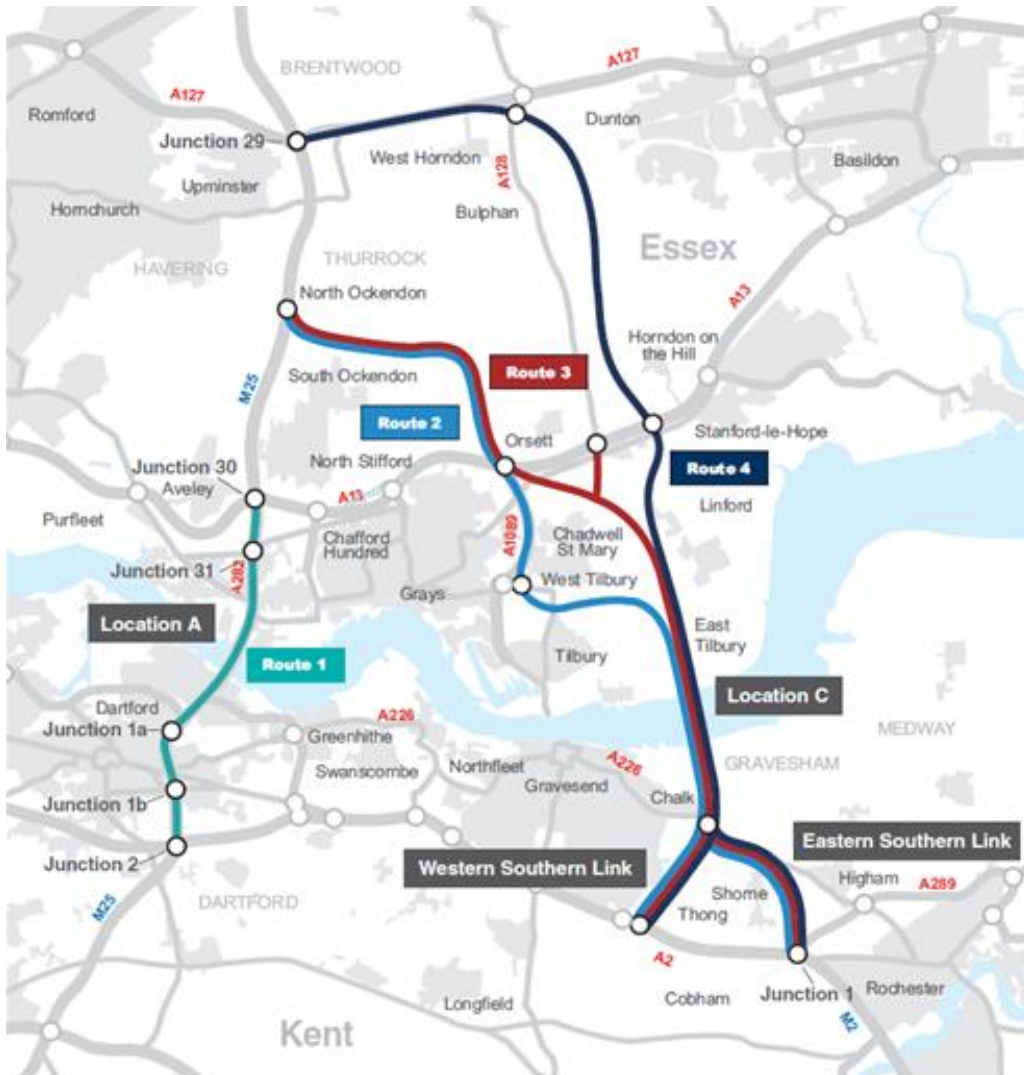 BRENTWOOD
A127
A127
Romford
Junction 29
Dunton
West Horndon
Basildon
Upminster
A128
Hornchurch
Bulphan
Essex
HAVERING
THURROCK
North Ockendon
A13
Horndon on
the Hill
M25
South Ockendon
Route 3
Route 2
Orsett
Stanford-le-Hope
North Stifford
Junction 30
Aveley
Route 4
A13
Linford
Purfleet
Chafford
Hundred
A1089
Chadwell
St Mary
Junction 31
A282
West Tilbury
Grays
Location A
East
Tilbury
Route 1
Tilbury
Location C
Dartford
Junction 1a
A226
Greenhithe
MEDWAY
Swanscombe
Northfleet
A226
GRAVESHAM
Gravesend
Junction 1b
Chalk
Junction 2
Western Southern Link
Eastern Southern Link
Higham
A289
Shorne
M25
DARTFORD
Thong
A2
Junction 1
Rochester
Longfield
Cobham
M2
Kent